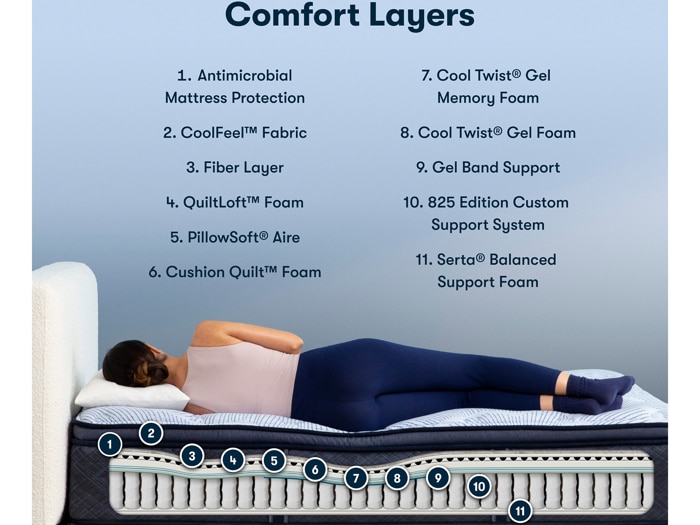 Comfort Layers
1. Antimicrobial
Mattress Protection
2. CoolFeel™ Fabric
3. Fiber Layer
4. QuiltLoft™ Foam
5. PillowSoft® Aire
6. Cushion Quilt™ Foam
7. Cool Twist® Gel
Memory Foam
8. Cool Twist® Gel Foam
9. Gel Band Support
10. 825 Edition Custom
Support System
11. Serta® Balanced
Support Foam
1
2
3
4
5
6
7
8
9
10
11